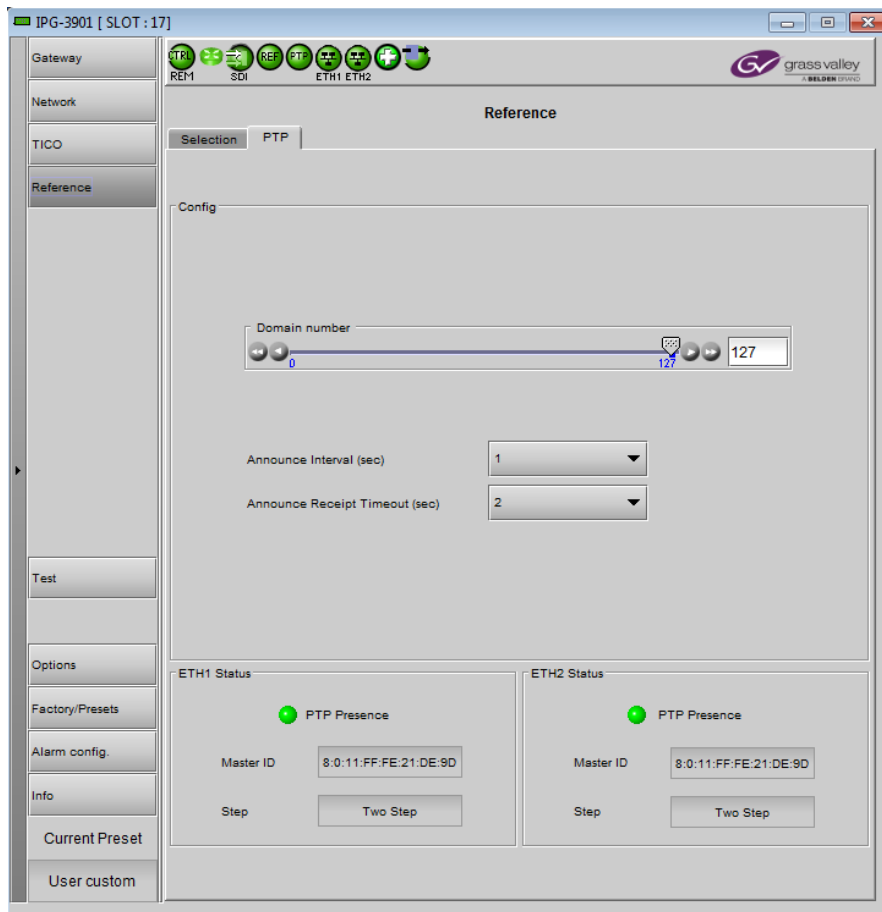 IPG-3901 [ SLOT : 17]
Gateway
Network
TICO
Reference
Test
Options
Factory/Presets
Alarm config.
Info
Current Preset
User custom
CTRL REF PTP
REM SDI ETH1 ETH2
grass valley
A BELDEN BRAND
Reference
Selection PTP
Config
Domain number
0 127 127
Announce Interval (sec) 1
Announce Receipt Timeout (sec) 2
ETH1 Status
PTP Presence
Master ID 8:0:11:FF:FE:21:DE:9D
Step Two Step
ETH2 Status
PTP Presence
Master ID 8:0:11:FF:FE:21:DE:9D
Step Two Step